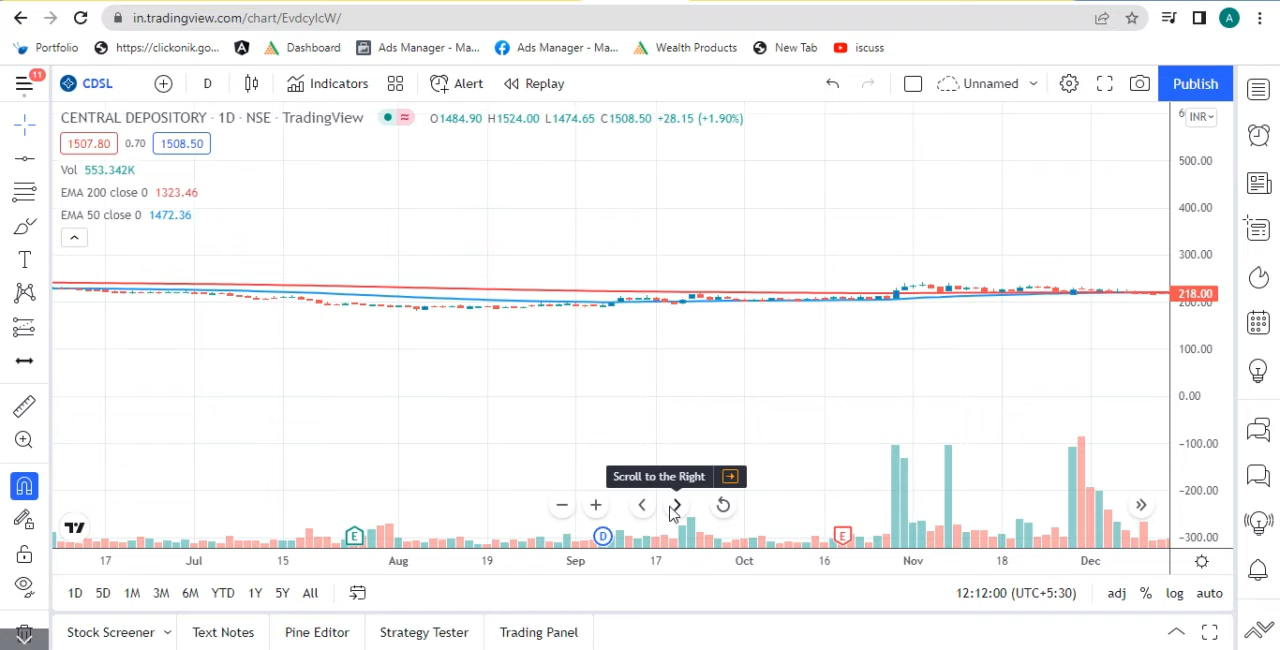 in.tradingview.com/chart/EvdcylcW/
A
Portfolio
https://clickonik.go...
Dashboard
Ads Manager - Ma...
Ads Manager - Ma...
Wealth Products
New Tab
iscuss
11
CDSL
D
Indicators
Alert
Replay
Unnamed
Publish
CENTRAL DEPOSITORY · 1D · NSE · TradingView
O1484.90 H1524.00 L1474.65 C1508.50 +28.15 (+1.90%)
INR
1507.80 0.70 1508.50
Vol 553.342K
EMA 200 close 0 1323.46
EMA 50 close 0 1472.36
500.00
400.00
300.00
218.00
200.00
100.00
0.00
-100.00
-200.00
-300.00
Scroll to the Right
E
D
E
17 Jul 15 Aug 19 Sep 17 Oct 16 Nov 18 Dec
1D 5D 1M 3M 6M YTD 1Y 5Y All
12:12:00 (UTC+5:30)
adj % log auto
Stock Screener
Text Notes
Pine Editor
Strategy Tester
Trading Panel